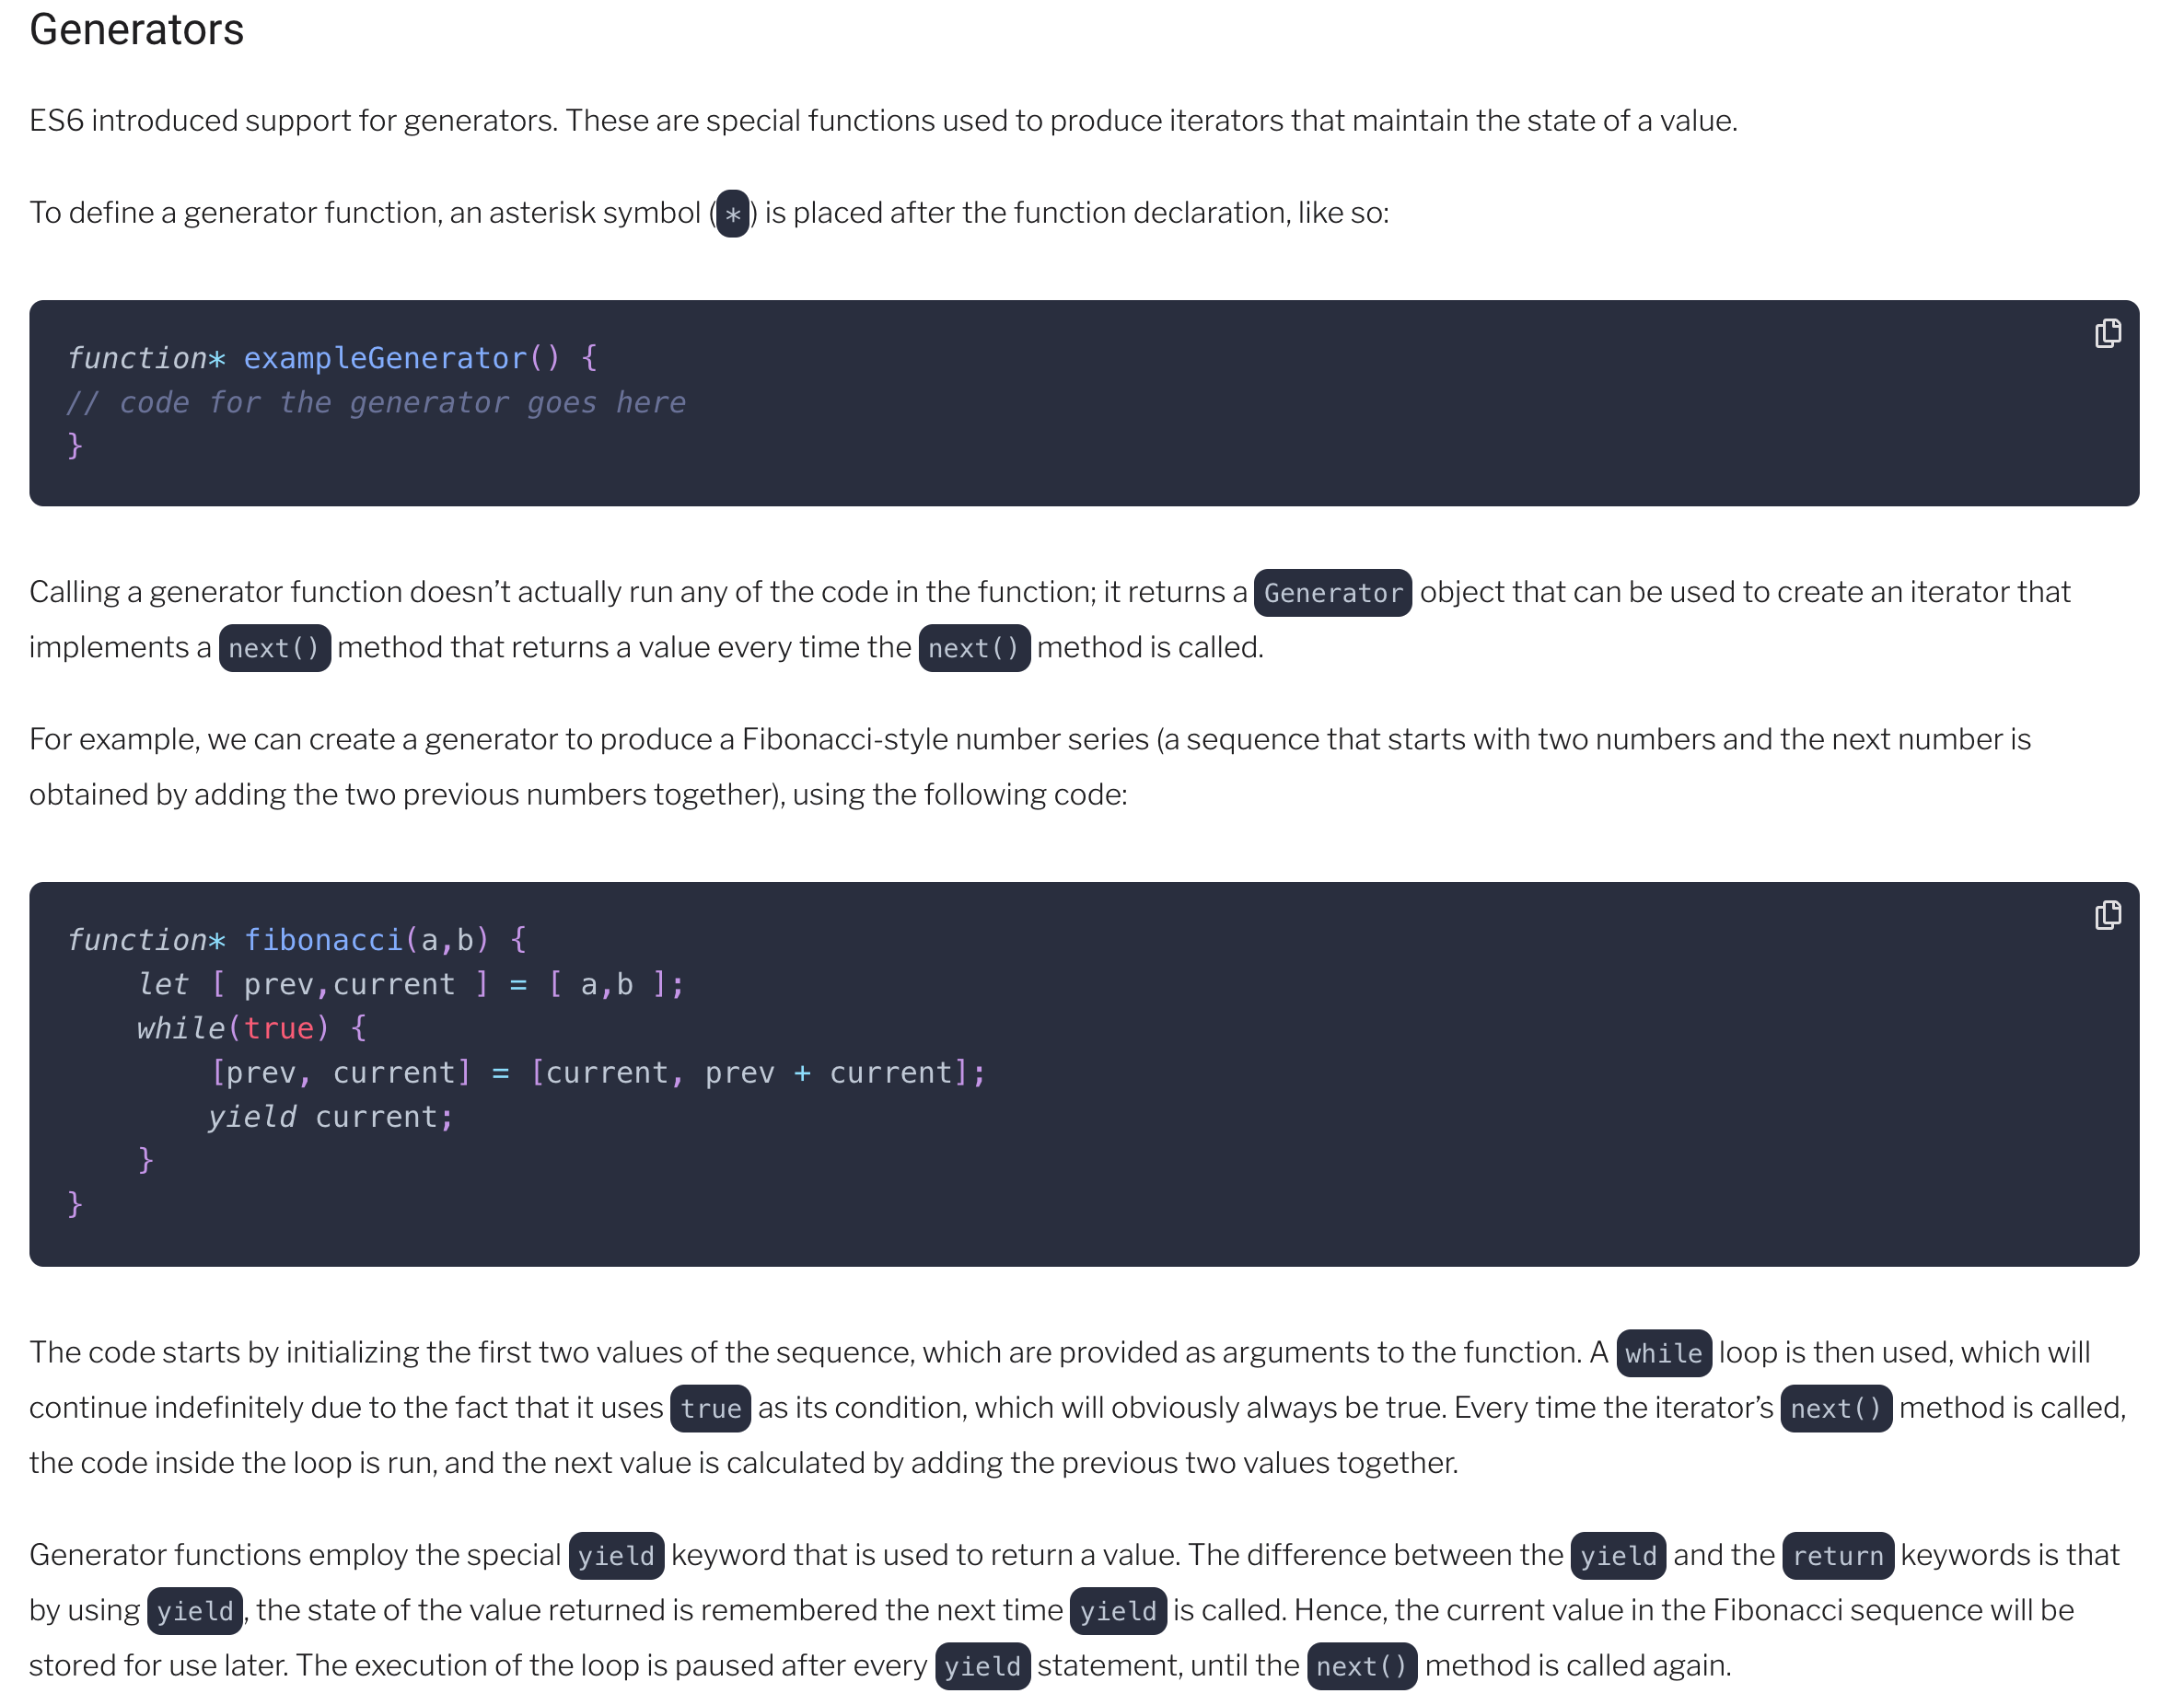 Generators
ES6 introduced support for generators. These are special functions used to produce iterators that maintain the state of a value.
To define a generator function, an asterisk symbol (*) is placed after the function declaration, like so:
function* exampleGenerator() {
// code for the generator goes here
}
Calling a generator function doesn’t actually run any of the code in the function; it returns a Generator object that can be used to create an iterator that
implements a next() method that returns a value every time the next() method is called.
For example, we can create a generator to produce a Fibonacci-style number series (a sequence that starts with two numbers and the next number is
obtained by adding the two previous numbers together), using the following code:
function* fibonacci(a,b) {
    let [ prev,current ] = [ a,b ];
    while(true) {
        [prev, current] = [current, prev + current];
        yield current;
    }
}
The code starts by initializing the first two values of the sequence, which are provided as arguments to the function. A while loop is then used, which will
continue indefinitely due to the fact that it uses true as its condition, which will obviously always be true. Every time the iterator’s next() method is called,
the code inside the loop is run, and the next value is calculated by adding the previous two values together.
Generator functions employ the special yield keyword that is used to return a value. The difference between the yield and the return keywords is that
by using yield, the state of the value returned is remembered the next time yield is called. Hence, the current value in the Fibonacci sequence will be
stored for use later. The execution of the loop is paused after every yield statement, until the next() method is called again.